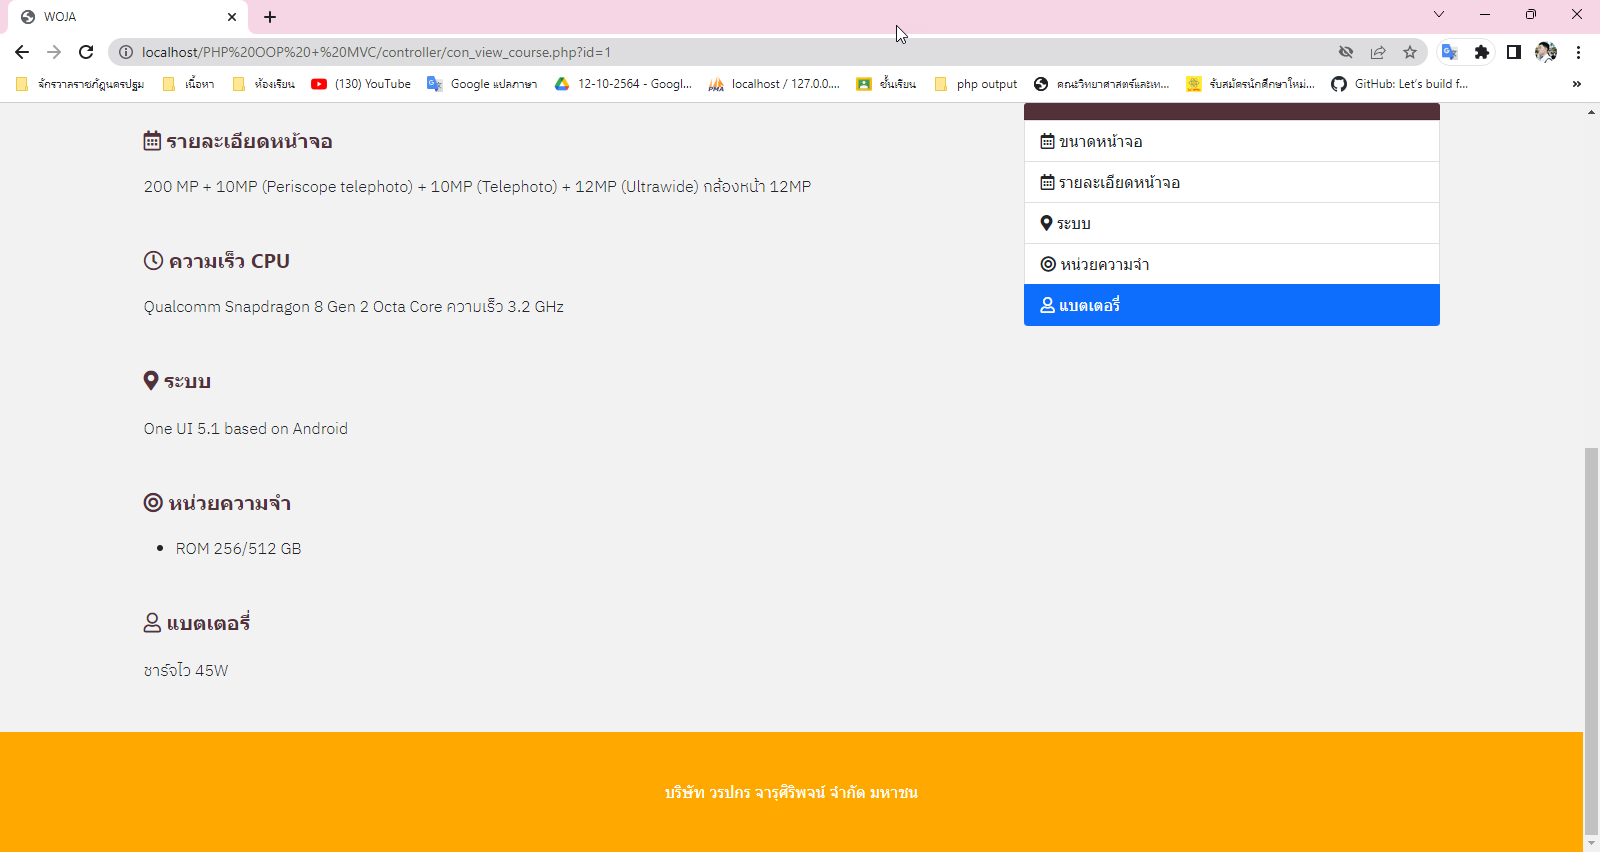 WOJA
localhost/PHP%20OOP%20+%20MVC/controller/con_view_course.php?id=1
จักรวาลราชภัฏนครปฐม เนื้อหา ห้องเรียน (130) YouTube Google แปลภาษา 12-10-2564 - Googl... localhost / 127.0.0.... ชั้นเรียน php output คณะวิทยาศาสตร์และเท... รับสมัครนักศึกษาใหม่... GitHub: Let's build f... »
รายละเอียดหน้าจอ
200 MP + 10MP (Periscope telephoto) + 10MP (Telephoto) + 12MP (Ultrawide) กล้องหน้า 12MP
ความเร็ว CPU
Qualcomm Snapdragon 8 Gen 2 Octa Core ความเร็ว 3.2 GHz
ระบบ
One UI 5.1 based on Android
หน่วยความจำ
ROM 256/512 GB
แบตเตอรี่
ชาร์จไว 45W
ขนาดหน้าจอ
รายละเอียดหน้าจอ
ระบบ
หน่วยความจำ
แบตเตอรี่
บริษัท วรปกร จารุศิริพจน์ จำกัด มหาชน